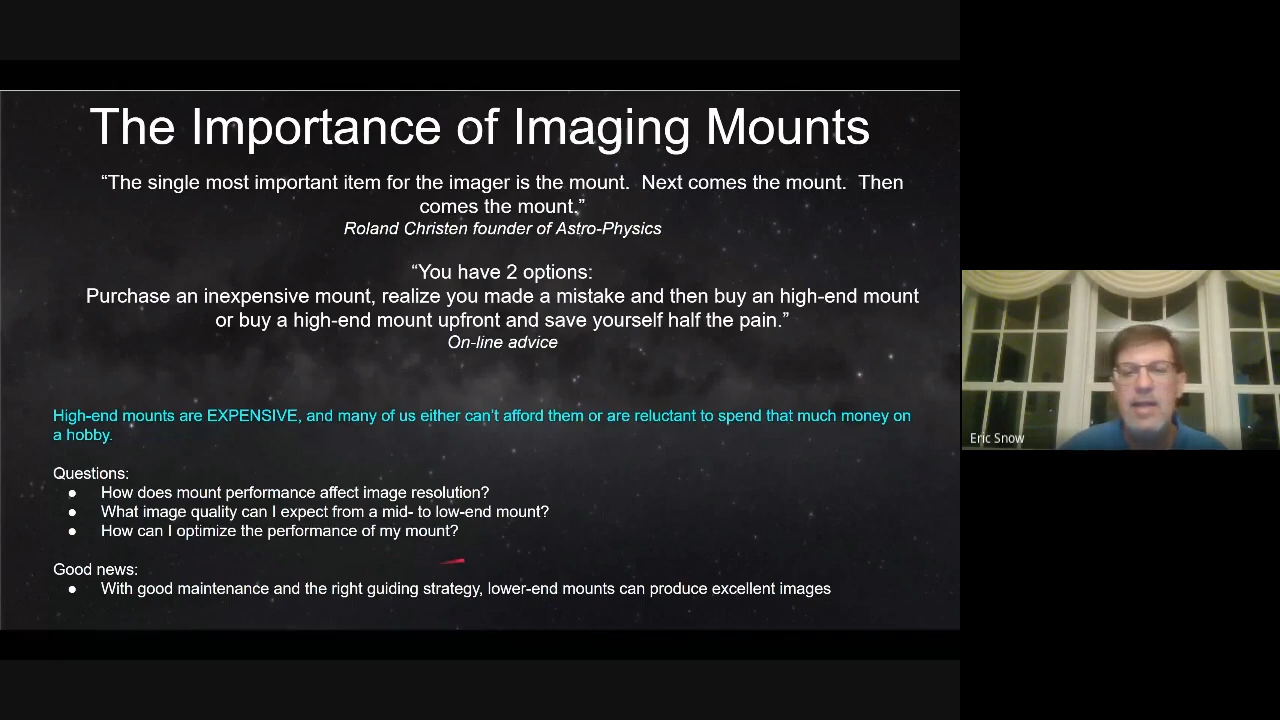 The Importance of Imaging Mounts
“The single most important item for the imager is the mount.  Next comes the mount.  Then
comes the mount.”
Roland Christen founder of Astro-Physics
“You have 2 options:
Purchase an inexpensive mount, realize you made a mistake and then buy an high-end mount
or buy a high-end mount upfront and save yourself half the pain.”
On-line advice
High-end mounts are EXPENSIVE, and many of us either can’t afford them or are reluctant to spend that much money on
a hobby.
Questions:
● How does mount performance affect image resolution?
● What image quality can I expect from a mid- to low-end mount?
● How can I optimize the performance of my mount?
Good news:
● With good maintenance and the right guiding strategy, lower-end mounts can produce excellent images
Eric Snow